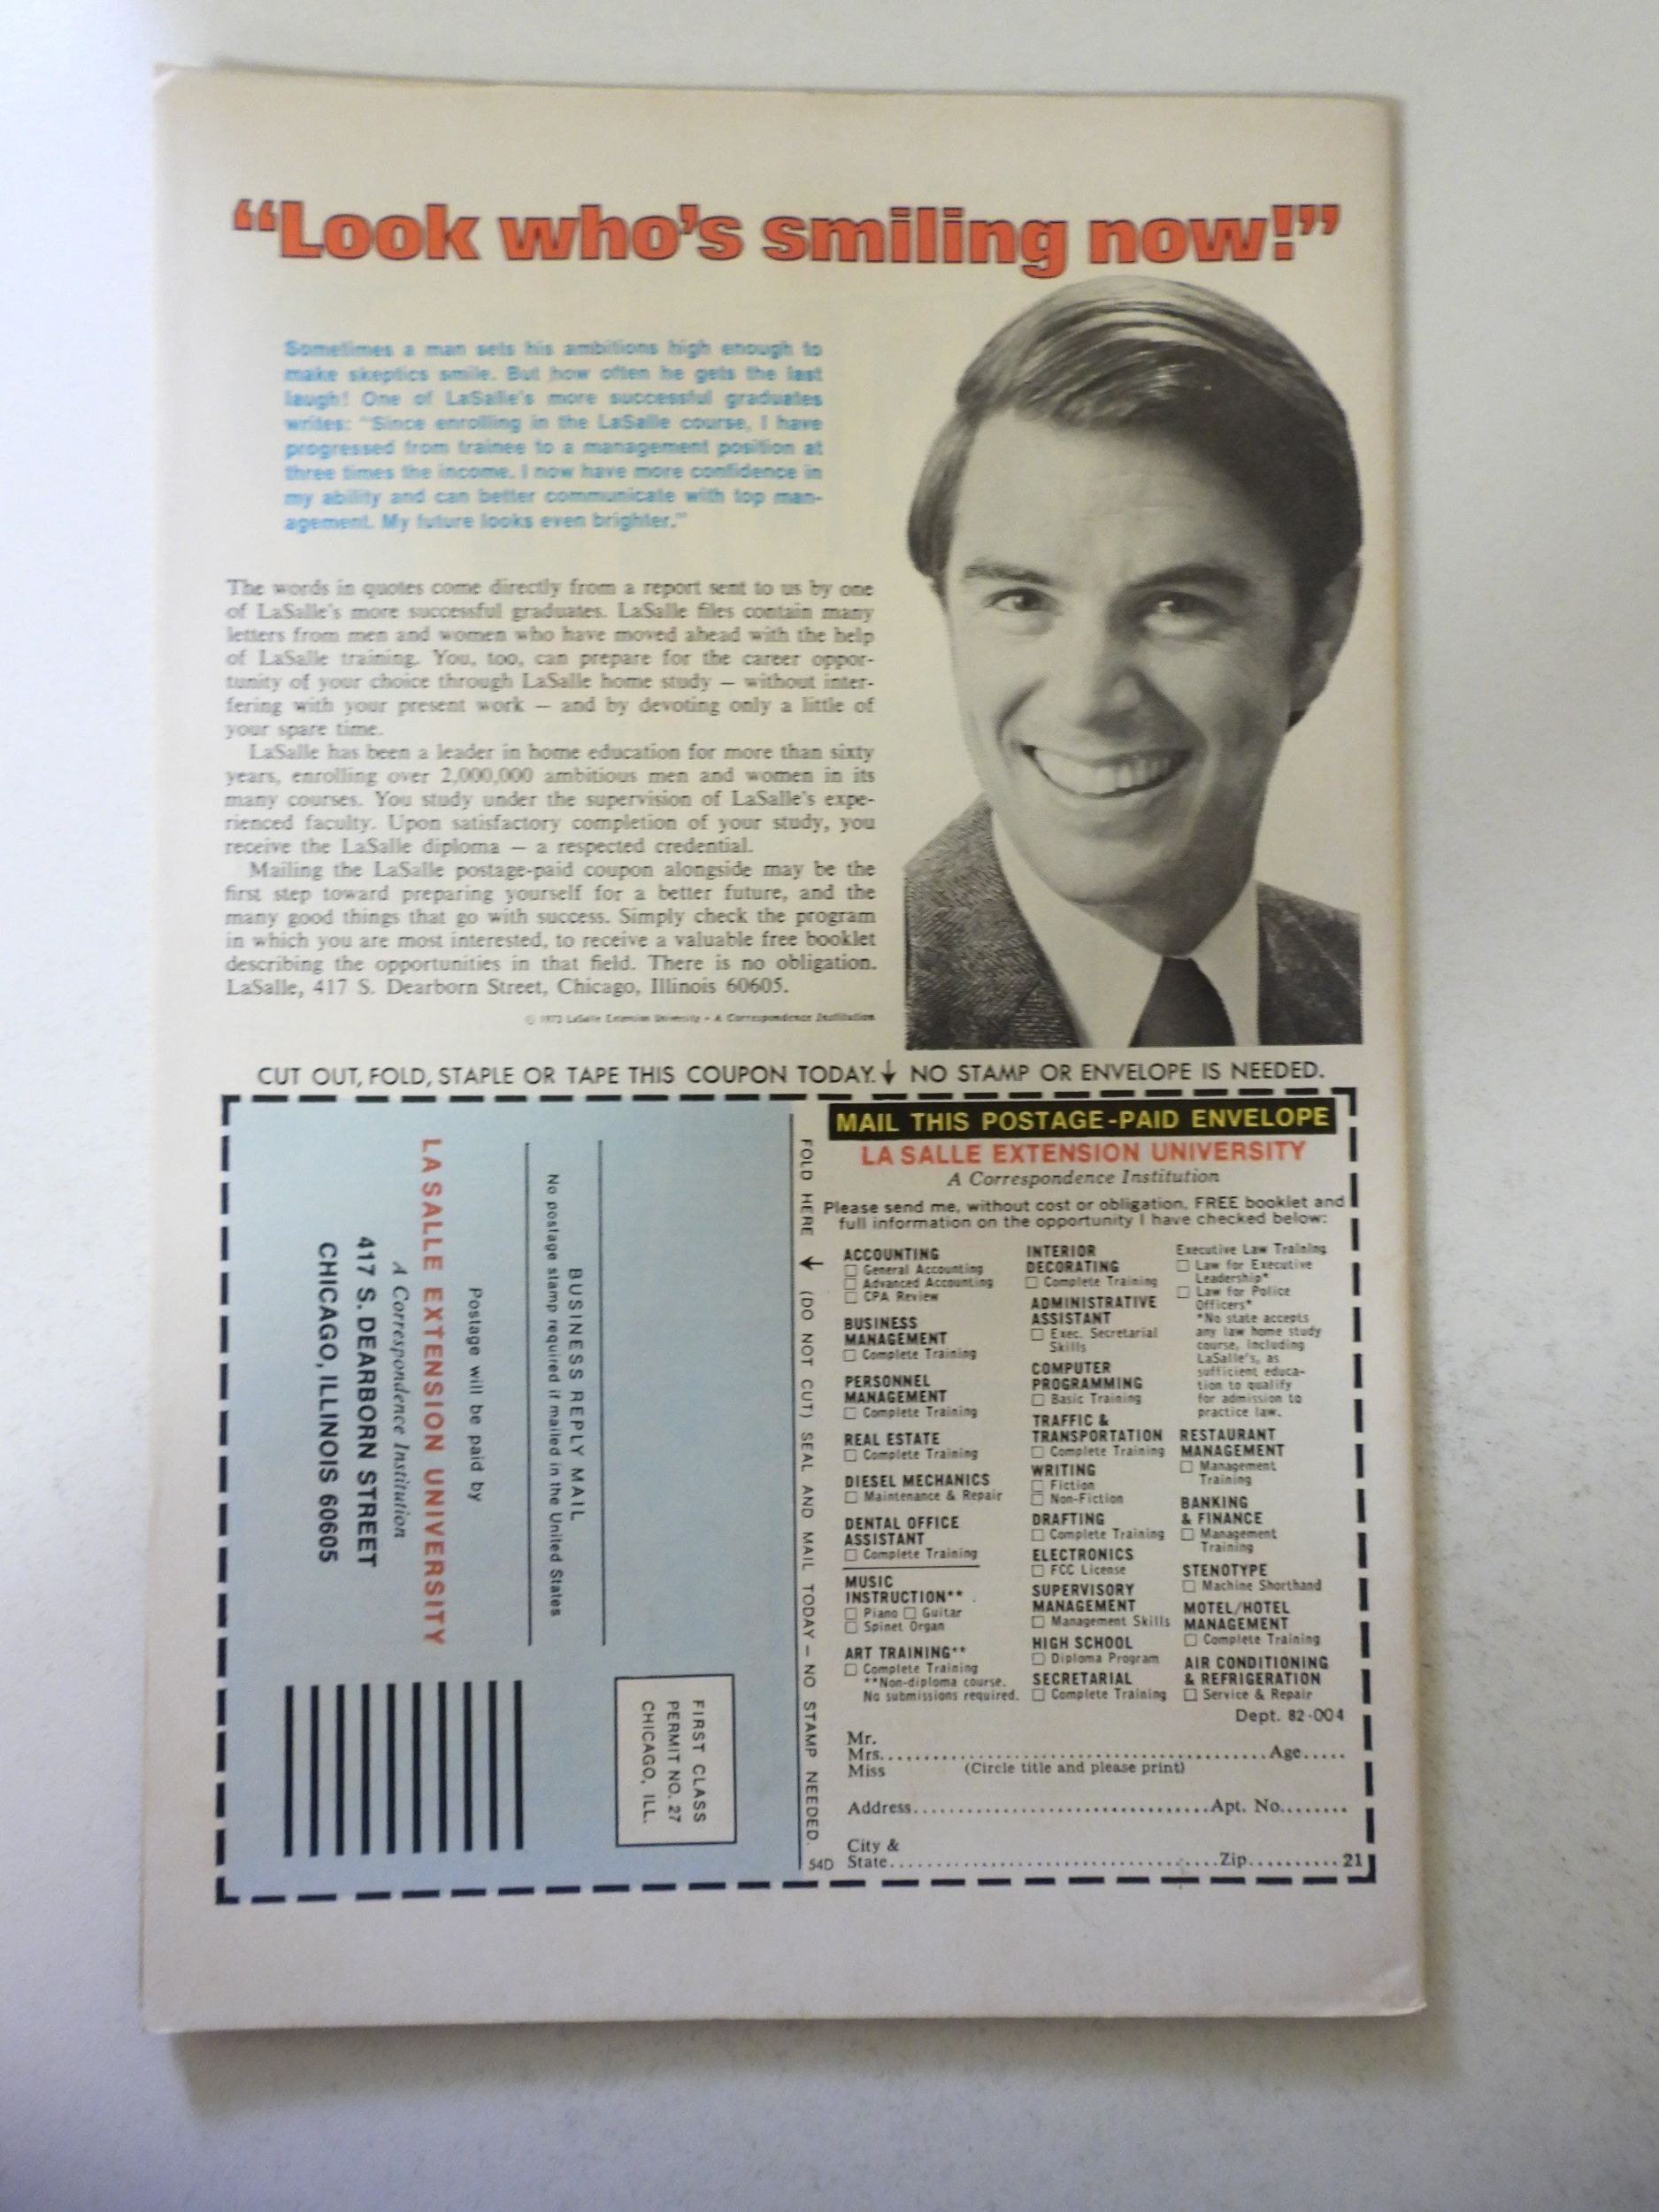 “Look who’s smiling now!”
Sometimes a man sets his ambitions high enough to
make skeptics smile. But how often he gets the last
laugh! One of LaSalle's more successful graduates
writes: "Since enrolling in the LaSalle course, I have
progressed from trainee to a management position at
three times the income. I now have more confidence in
my ability and can better communicate with top man-
agement. My future looks even brighter."
The words in quotes come directly from a report sent to us by one
of LaSalle's more successful graduates. LaSalle files contain many
letters from men and women who have moved ahead with the help
of LaSalle training. You, too, can prepare for the career oppor-
tunity of your choice through LaSalle home study — without inter-
fering with your present work — and by devoting only a little of
your spare time.
LaSalle has been a leader in home education for more than sixty
years, enrolling over 2,000,000 ambitious men and women in its
many courses. You study under the supervision of LaSalle's expe-
rienced faculty. Upon satisfactory completion of your study, you
receive the LaSalle diploma — a respected credential.
Mailing the LaSalle postage-paid coupon alongside may be the
first step toward preparing yourself for a better future, and the
many good things that go with success. Simply check the program
in which you are most interested, to receive a valuable free booklet
describing the opportunities in that field. There is no obligation.
LaSalle, 417 S. Dearborn Street, Chicago, Illinois 60605.
© LaSalle Extension University • A Correspondence Institution
CUT OUT, FOLD, STAPLE OR TAPE THIS COUPON TODAY. ↓ NO STAMP OR ENVELOPE IS NEEDED.
FIRST CLASS
PERMIT NO. 27
CHICAGO, ILL.
BUSINESS REPLY MAIL
No postage stamp required if mailed in the United States
Postage will be paid by
LA SALLE EXTENSION UNIVERSITY
A Correspondence Institution
417 S. DEARBORN STREET
CHICAGO, ILLINOIS 60605
FOLD HERE ↓ (DO NOT CUT) SEAL AND MAIL TODAY — NO STAMP NEEDED.
54D
MAIL THIS POSTAGE-PAID ENVELOPE
LA SALLE EXTENSION UNIVERSITY
A Correspondence Institution
Please send me, without cost or obligation, FREE booklet and
full information on the opportunity I have checked below:
ACCOUNTING
☐ General Accounting
☐ Advanced Accounting
☐ CPA Review
BUSINESS
MANAGEMENT
☐ Complete Training
PERSONNEL
MANAGEMENT
☐ Complete Training
REAL ESTATE
☐ Complete Training
DIESEL MECHANICS
☐ Maintenance & Repair
DENTAL OFFICE
ASSISTANT
☐ Complete Training
MUSIC
INSTRUCTION**
☐ Piano ☐ Guitar
☐ Spinet Organ
ART TRAINING**
☐ Complete Training
**Non-diploma course.
No submissions required.
INTERIOR
DECORATING
☐ Complete Training
ADMINISTRATIVE
ASSISTANT
☐ Exec. Secretarial
Skills
COMPUTER
PROGRAMMING
☐ Basic Training
TRAFFIC &
TRANSPORTATION
☐ Complete Training
WRITING
☐ Fiction
☐ Non-Fiction
DRAFTING
☐ Complete Training
ELECTRONICS
☐ FCC License
SUPERVISORY
MANAGEMENT
☐ Management Skills
HIGH SCHOOL
☐ Diploma Program
SECRETARIAL
☐ Complete Training
Executive Law Training
☐ Law for Executive
Leadership*
☐ Law for Police
Officers*
*No state accepts
any law home study
course, including
LaSalle's, as
sufficient educa-
tion to qualify
for admission to
practice law.
RESTAURANT
MANAGEMENT
☐ Management
Training
BANKING
& FINANCE
☐ Management
Training
STENOTYPE
☐ Machine Shorthand
MOTEL/HOTEL
MANAGEMENT
☐ Complete Training
AIR CONDITIONING
& REFRIGERATION
☐ Service & Repair
Dept. 82-004
Mr.
Mrs. Age
Miss (Circle title and please print)
Address Apt. No.
City &
State Zip 21